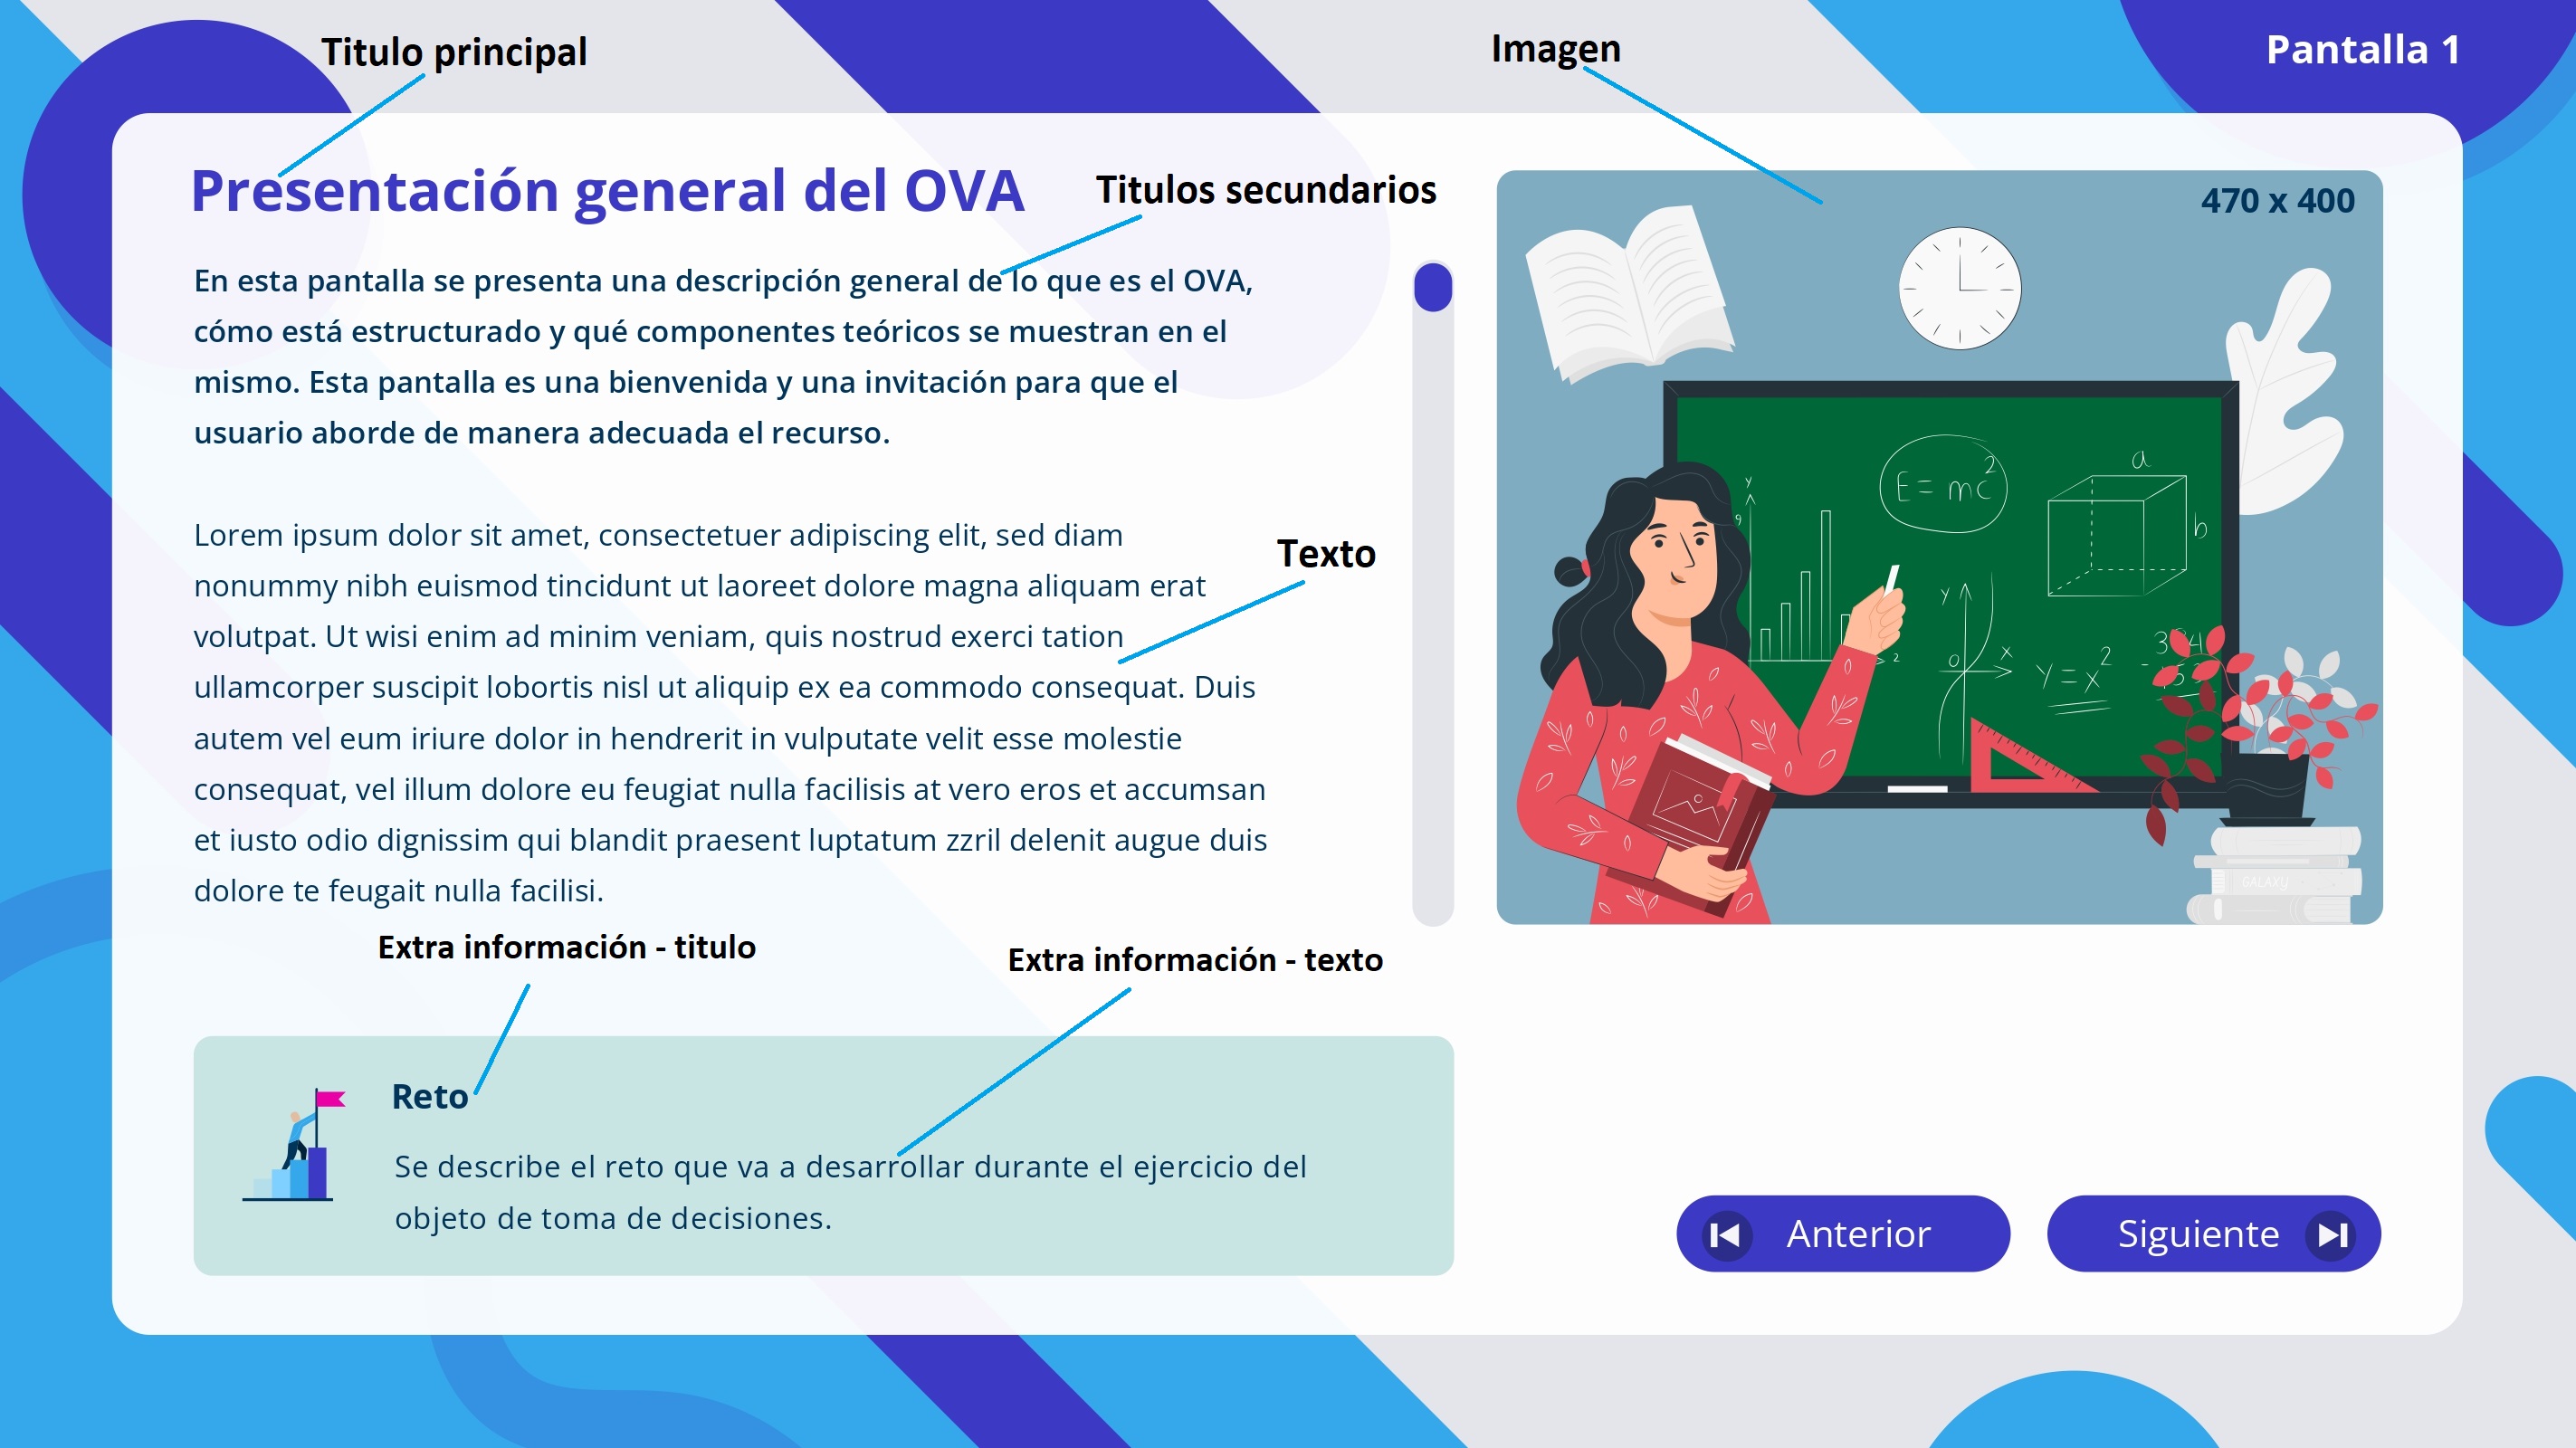 Titulo principal
Imagen
Pantalla 1
Presentación general del OVA
Titulos secundarios
470 x 400
En esta pantalla se presenta una descripción general de lo que es el OVA,
cómo está estructurado y qué componentes teóricos se muestran en el
mismo. Esta pantalla es una bienvenida y una invitación para que el
usuario aborde de manera adecuada el recurso.
Lorem ipsum dolor sit amet, consectetuer adipiscing elit, sed diam
nonummy nibh euismod tincidunt ut laoreet dolore magna aliquam erat
volutpat. Ut wisi enim ad minim veniam, quis nostrud exerci tation
ullamcorper suscipit lobortis nisl ut aliquip ex ea commodo consequat. Duis
autem vel eum iriure dolor in hendrerit in vulputate velit esse molestie
consequat, vel illum dolore eu feugiat nulla facilisis at vero eros et accumsan
et iusto odio dignissim qui blandit praesent luptatum zzril delenit augue duis
dolore te feugait nulla facilisi.
Texto
E = mc²
a
b
y
9
2
y
x
0
y = x²
GALAXY
Extra información - titulo
Extra información - texto
Reto
Se describe el reto que va a desarrollar durante el ejercicio del
objeto de toma de decisiones.
Anterior
Siguiente